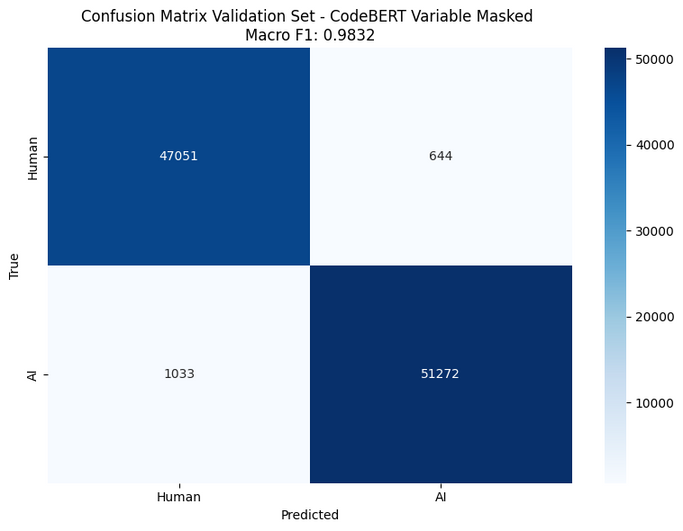 Confusion Matrix Validation Set - CodeBERT Variable Masked
Macro F1: 0.9832
Human
47051
644
AI
1033
51272
Human
AI
True
Predicted
50000
40000
30000
20000
10000